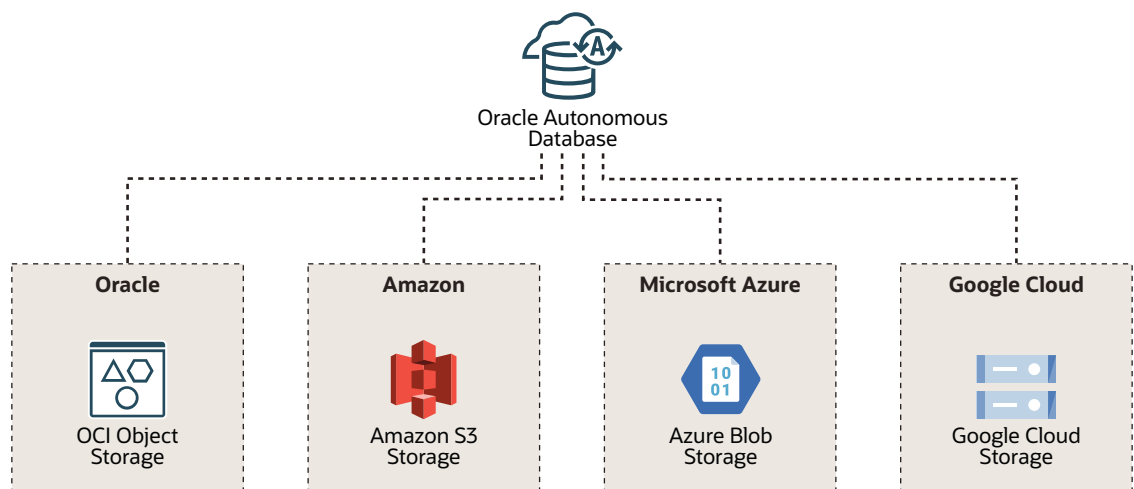 A
Oracle Autonomous
Database
Oracle
Amazon
Microsoft Azure
Google Cloud
10
01
OCI Object
Storage
Amazon S3
Storage
Azure Blob
Storage
Google Cloud
Storage